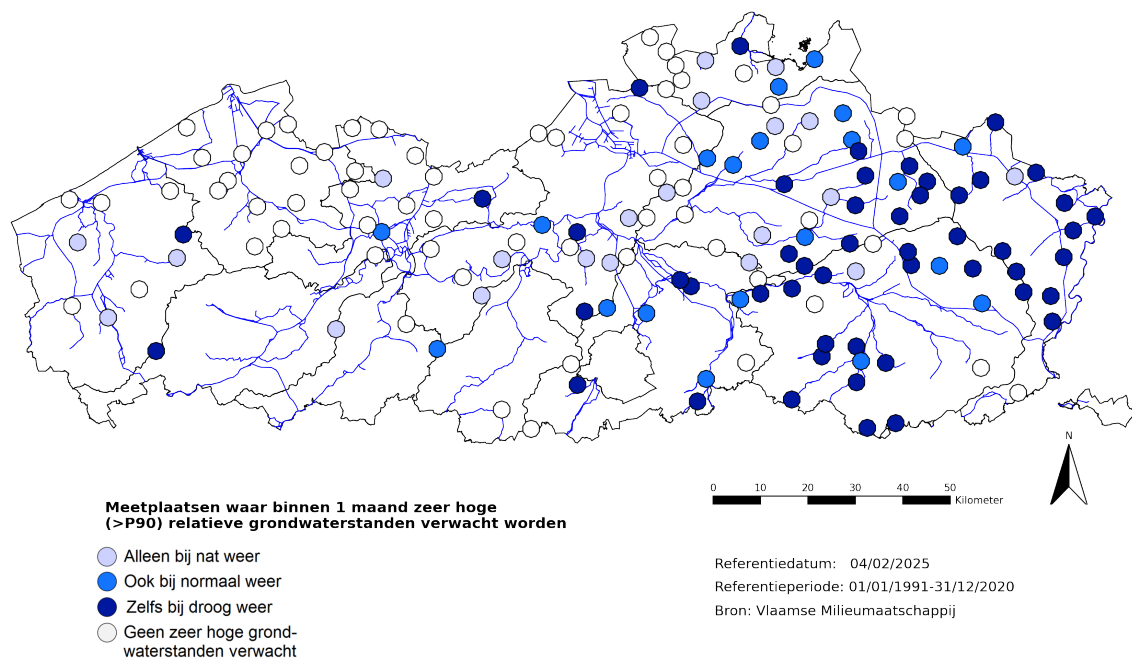 N
0 10 20 30 40 50
Kilometer
Meetplaatsen waar binnen 1 maand zeer hoge
(>P90) relatieve grondwaterstanden verwacht worden
Alleen bij nat weer
Ook bij normaal weer
Zelfs bij droog weer
Geen zeer hoge grond-
waterstanden verwacht
Referentiedatum: 04/02/2025
Referentieperiode: 01/01/1991-31/12/2020
Bron: Vlaamse Milieumaatschappij